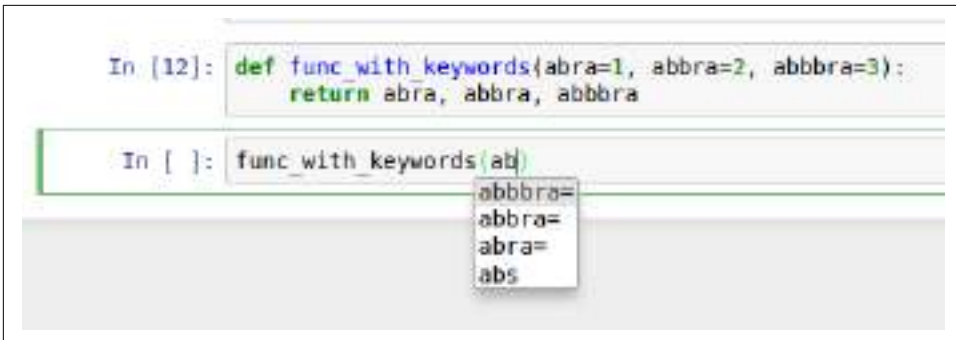 In [12]: def func_with_keywords(abra=1, abbra=2, abbbra=3):
return abra, abbra, abbbra
In [ ]: func_with_keywords(ab)
abbbra=
abbra=
abra=
abs